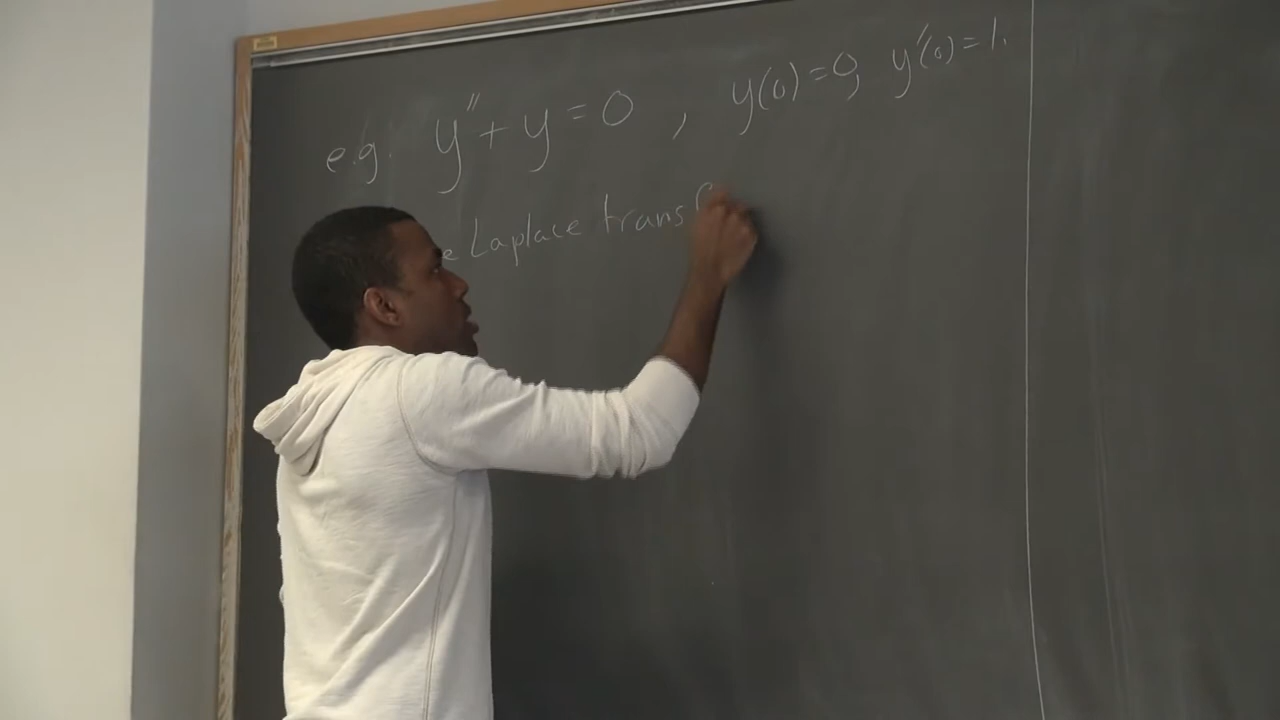 e.g. y'' + y = 0 , y(0) = 0, y'(0) = 1.
Laplace transf